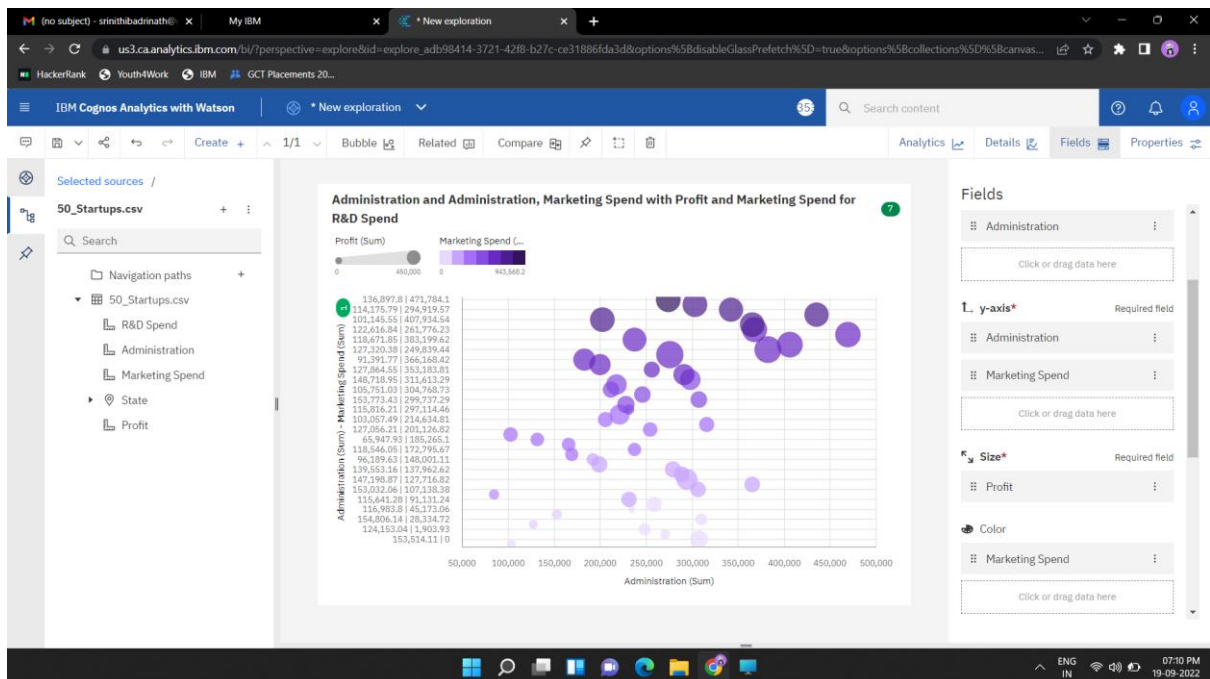 (no subject) - srinithibadrinath@
My IBM
* New exploration
us3.ca.analytics.ibm.com/bi/?perspective=explore&id=explore_adb98414-3721-42f8-b27c-ce31886fda3d&options%5BdisableGlassPrefetch%5D=true&options%5Bcollections%5D%5Bcanvas...
HackerRank Youth4Work IBM GCT Placements 20...
IBM Cognos Analytics with Watson * New exploration Search content
Create + 1/1 Bubble Related Compare Analytics Details Fields Properties
Selected sources /
50_Startups.csv
Search
Navigation paths
50_Startups.csv
R&D Spend
Administration
Marketing Spend
State
Profit
Administration and Administration, Marketing Spend with Profit and Marketing Spend for
R&D Spend
7
Profit (Sum) Marketing Spend (...
0 450,000 0 943,568.2
Administration (Sum) - Marketing Spend (Sum)
136,897.8 | 471,784.1
114,175.79 | 294,919.57
101,145.55 | 407,934.54
122,616.84 | 261,776.23
118,671.85 | 383,199.62
127,320.38 | 249,839.44
91,391.77 | 366,168.42
127,864.55 | 353,183.81
148,718.95 | 311,613.29
105,751.03 | 304,768.73
153,773.43 | 299,737.29
115,816.21 | 297,114.46
103,057.49 | 214,634.81
127,056.21 | 201,126.82
65,947.93 | 185,265.1
118,546.05 | 172,795.67
96,189.63 | 148,001.11
139,553.16 | 137,962.62
147,198.87 | 127,716.82
153,032.06 | 107,138.38
115,641.28 | 91,131.24
116,983.8 | 45,173.06
154,806.14 | 28,334.72
124,153.04 | 1,903.93
153,514.11 | 0
50,000 100,000 150,000 200,000 250,000 300,000 350,000 400,000 450,000 500,000
Administration (Sum)
Fields
Administration
Click or drag data here
y-axis* Required field
Administration
Marketing Spend
Click or drag data here
Size* Required field
Profit
Color
Marketing Spend
Click or drag data here
ENG
IN
07:10 PM
19-09-2022